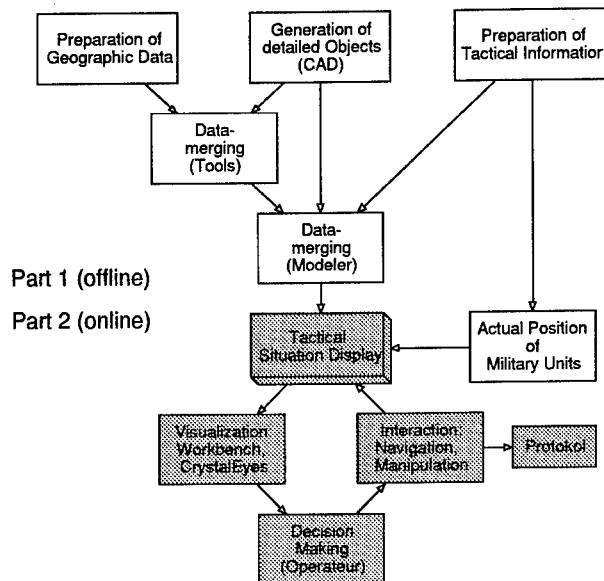 Preparation of
Geographic Data
Generation of
detailed Objects
(CAD)
Preparation of
Tactical Information
Data-
merging
(Tools)
Data-
merging
(Modeler)
Part 1 (offline)
Part 2 (online)
Tactical
Situation Display
Actual Position
of
Military Units
Visualization
Workbench,
CrystalEyes
Interaction:
Navigation,
Manipulation
Protokol
Decision
Making
(Operateur)